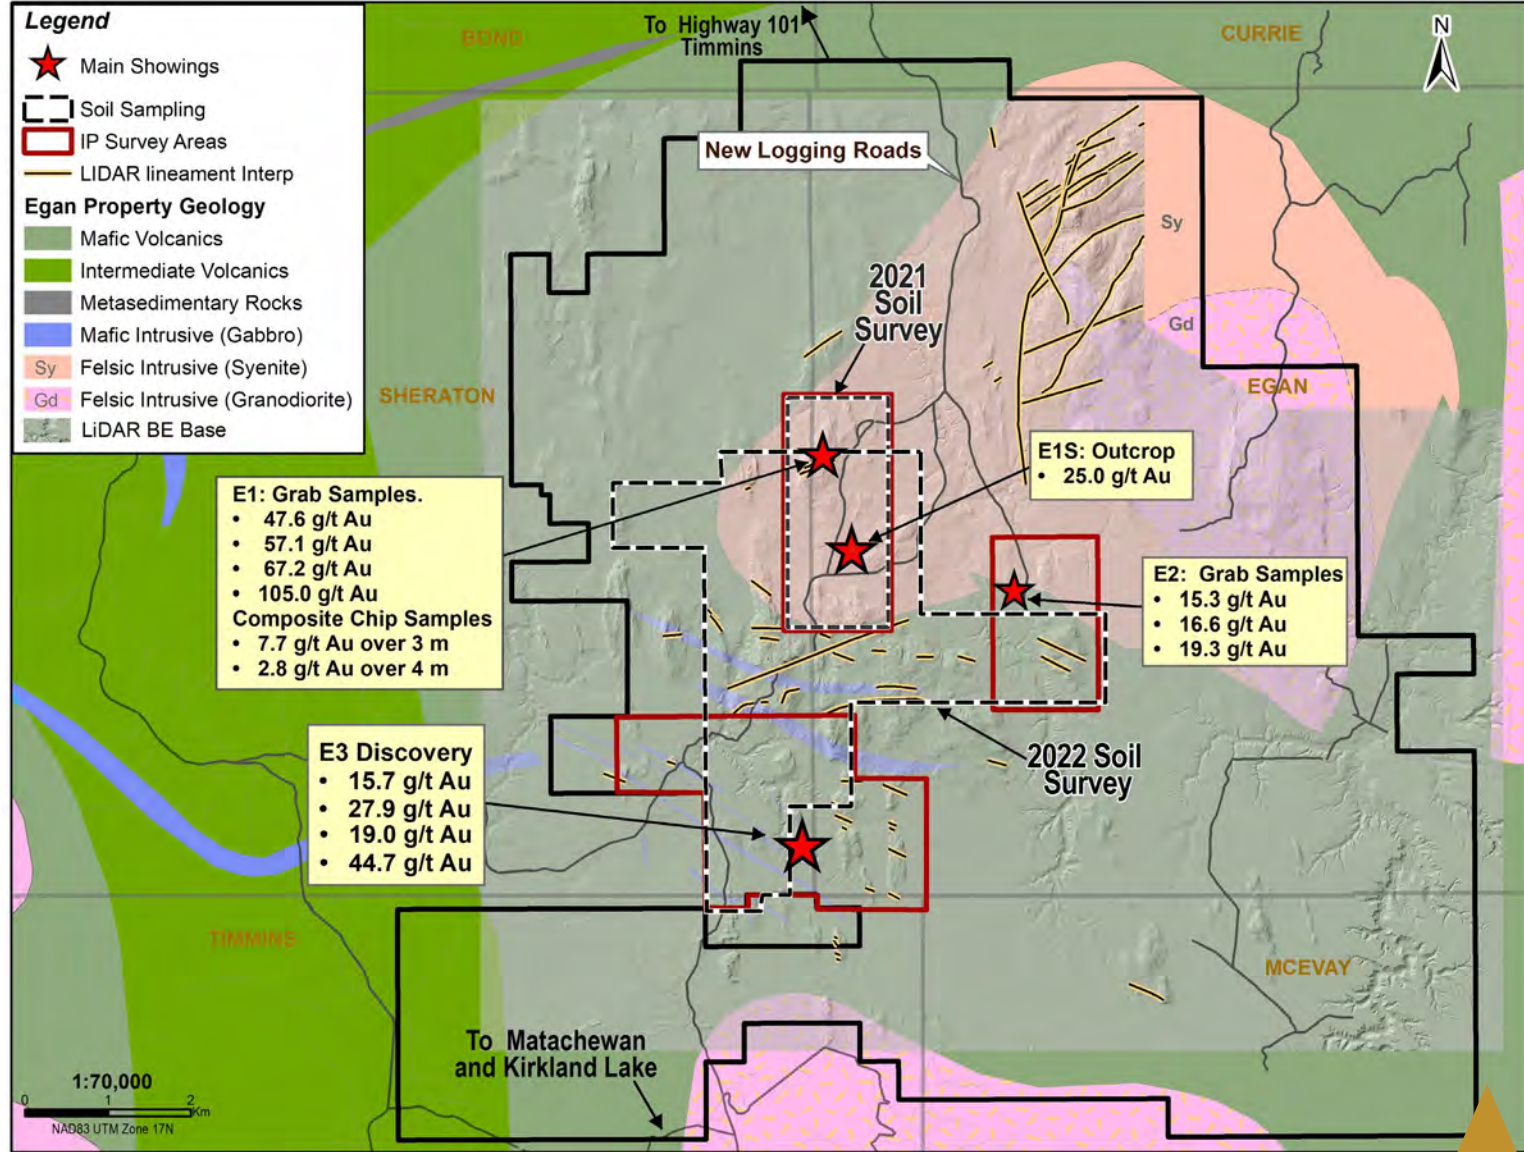 Legend
Main Showings
Soil Sampling
IP Survey Areas
LIDAR lineament Interp
Egan Property Geology
Mafic Volcanics
Intermediate Volcanics
Metasedimentary Rocks
Mafic Intrusive (Gabbro)
Sy Felsic Intrusive (Syenite)
Gd Felsic Intrusive (Granodiorite)
LiDAR BE Base
BOND
To Highway 101
Timmins
CURRIE
N
New Logging Roads
Sy
2021
Soil
Survey
Gd
SHERATON
EGAN
E1S: Outcrop
• 25.0 g/t Au
E1: Grab Samples.
• 47.6 g/t Au
• 57.1 g/t Au
• 67.2 g/t Au
• 105.0 g/t Au
Composite Chip Samples
• 7.7 g/t Au over 3 m
• 2.8 g/t Au over 4 m
E2: Grab Samples
• 15.3 g/t Au
• 16.6 g/t Au
• 19.3 g/t Au
E3 Discovery
• 15.7 g/t Au
• 27.9 g/t Au
• 19.0 g/t Au
• 44.7 g/t Au
2022 Soil
Survey
TIMMINS
MCEVAY
To Matachewan
and Kirkland Lake
1:70,000
0 1 2
Km
NAD83 UTM Zone 17N